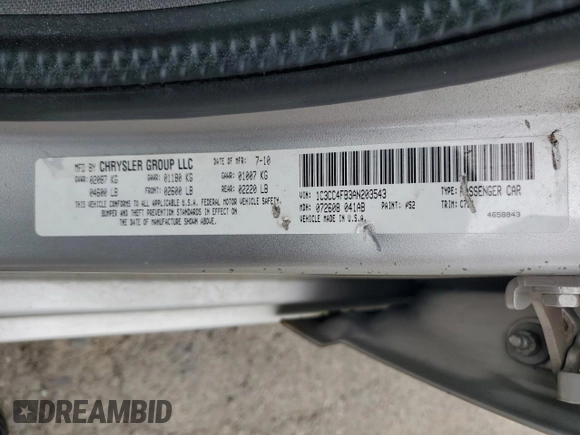 MFD BY CHRYSLER GROUP LLC DATE OF MFR: 7-10
GVWR: 02087 KG GAWR: 01180 KG GAWR: 01007 KG
04600 LB FRONT: 02600 LB REAR: 02220 LB
THIS VEHICLE CONFORMS TO ALL APPLICABLE U.S.A. FEDERAL MOTOR VEHICLE SAFETY,
BUMPER AND THEFT PREVENTION STANDARDS IN EFFECT ON
THE DATE OF MANUFACTURE SHOWN ABOVE.
VIN: 1C3CC4FB3AN203543 TYPE: PASSENGER CAR
MDH: 072608 041AB PAINT: PS2 TRIM:
VEHICLE MADE IN U.S.A. 4658843
DREAMBID